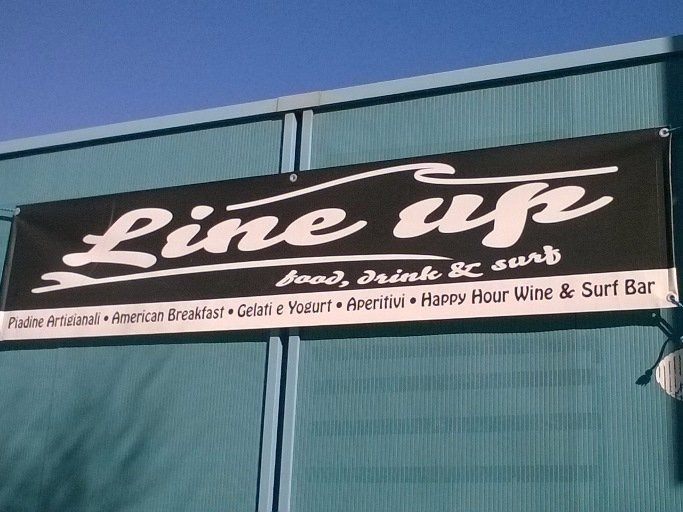 Line up
food, drink & surf
Piadine Artigianali • American Breakfast • Gelati e Yogurt • Aperitivi • Happy Hour Wine & Surf Bar